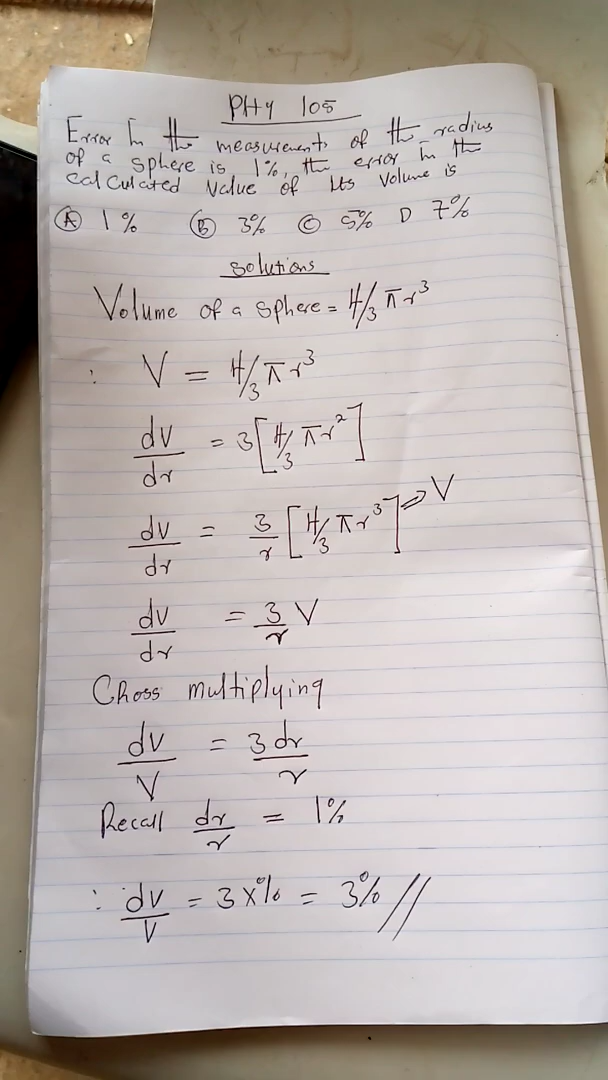 PHY 105
Error in the measurements of the radius
of a sphere is 1%, the error in the
calculated value of its volume is
(A) 1% (B) 3% (C) 5% D 7%
Solutions
Volume of a sphere = 4/3 πr³
∴ V = 4/3 πr³
dv/dr = 3[4/3 πr²]
dv/dr = 3/r [4/3 πr³] ⇒ V
dv/dr = 3/r V
Cross multiplying
dv/V = 3 dr/r
Recall dr/r = 1%
∴ dv/V = 3 x % = 3% //